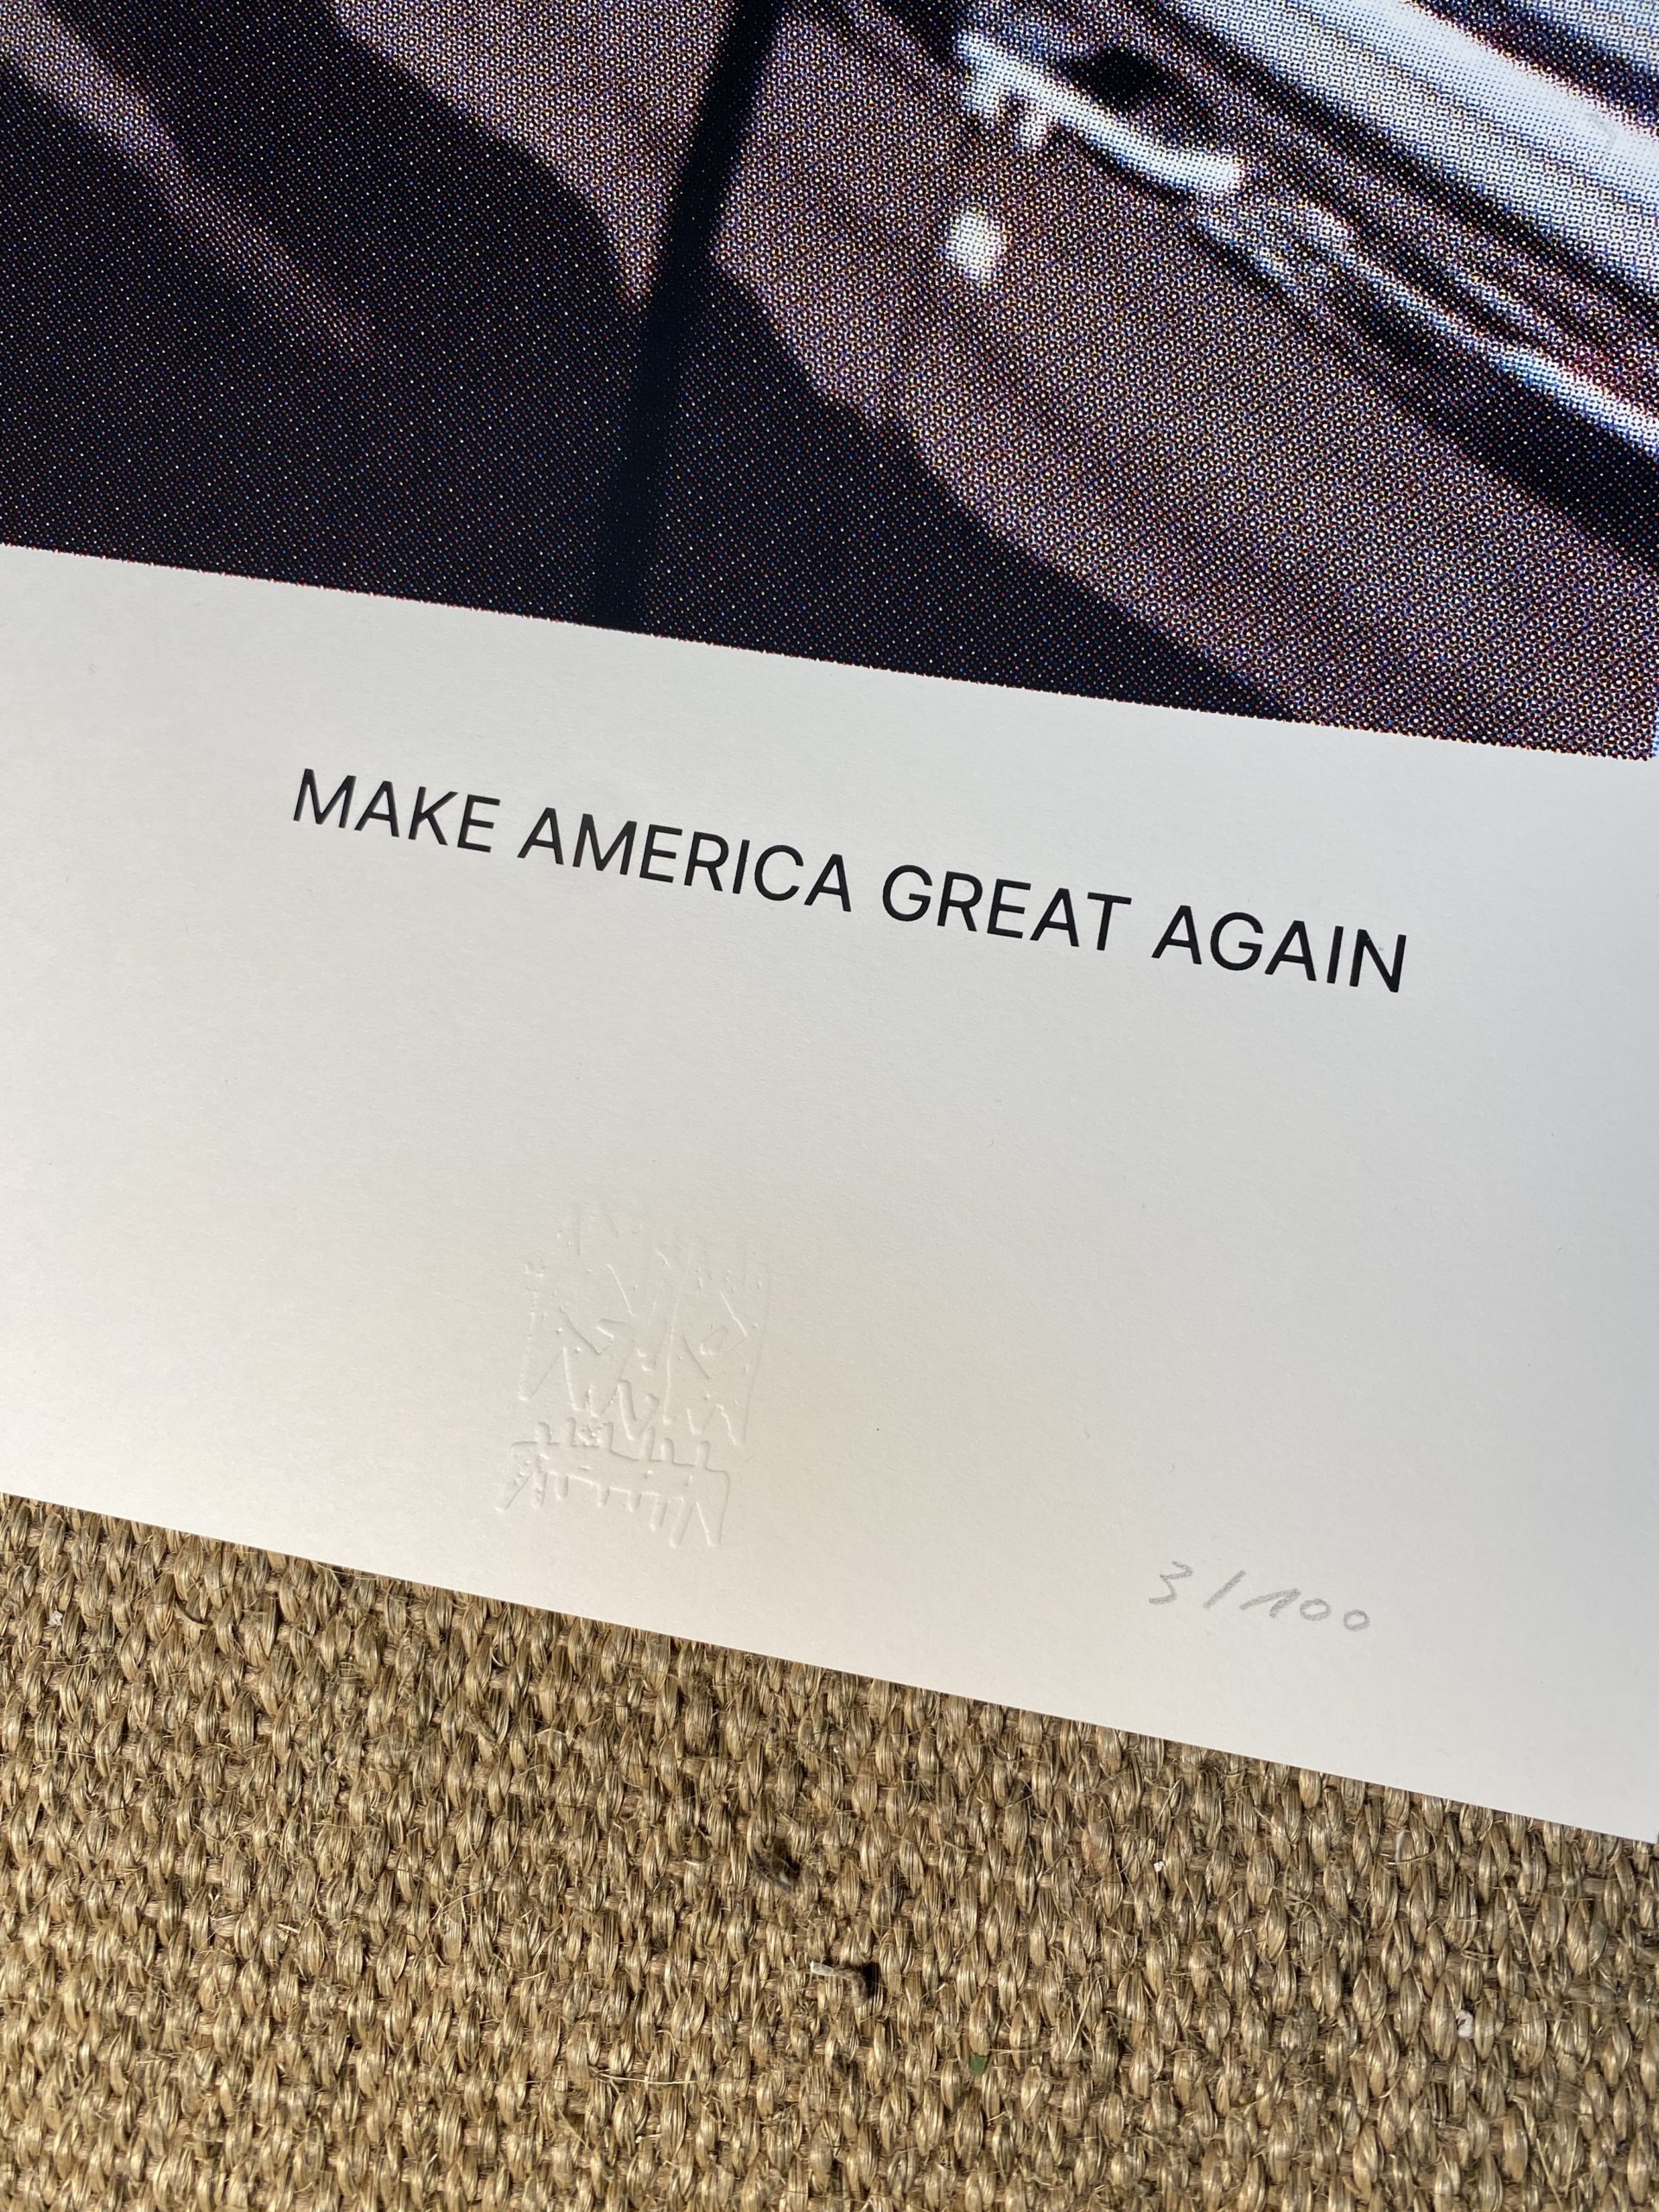 MAKE AMERICA GREAT AGAIN
3/100